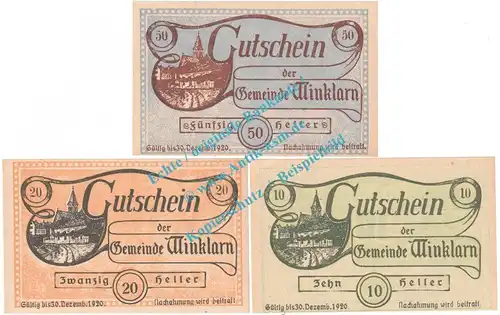 50 Gutschein 50
der
Gemeinde Winklarn
Fünfzig Heller
50
Gültig bis 30. Dezemb. 1920. Nachahmung wird bestraft.
20 Gutschein 20
der
Gemeinde Winklarn
Zwanzig Heller
20
Gültig bis 30. Dezemb. 1920. Nachahmung wird bestraft.
10 Gutschein 10
der
Gemeinde Winklarn
Zehn Heller
10
Gültig bis 30. Dezemb. 1920. Nachahmung wird bestraft.